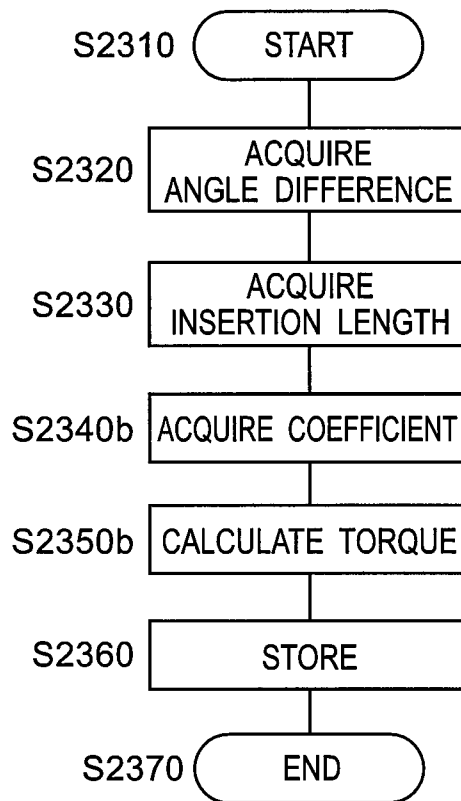 S2310 START
S2320 ACQUIRE
ANGLE DIFFERENCE
S2330 ACQUIRE
INSERTION LENGTH
S2340b ACQUIRE COEFFICIENT
S2350b CALCULATE TORQUE
S2360 STORE
S2370 END